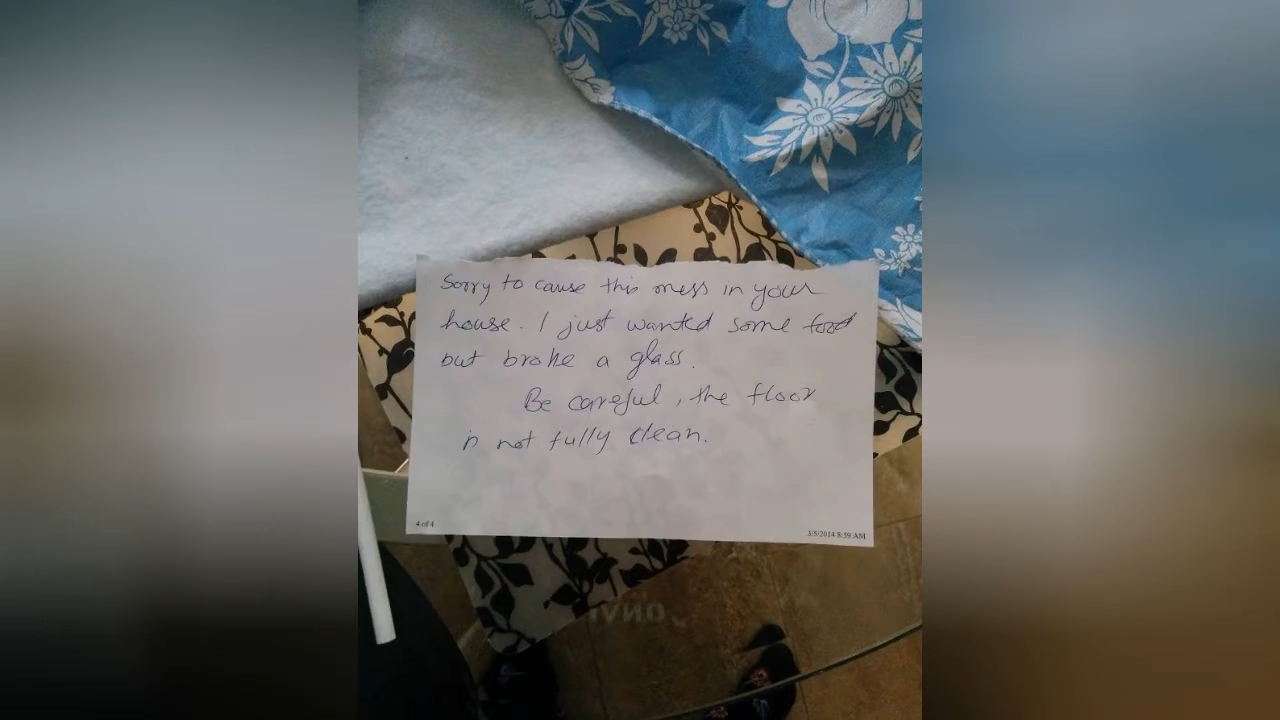 Sorry to cause this mess in your
house. I just wanted some food
but broke a glass.
Be careful, the floor
is not fully clean.
4 of 4
3/5/2014 8:39 AM